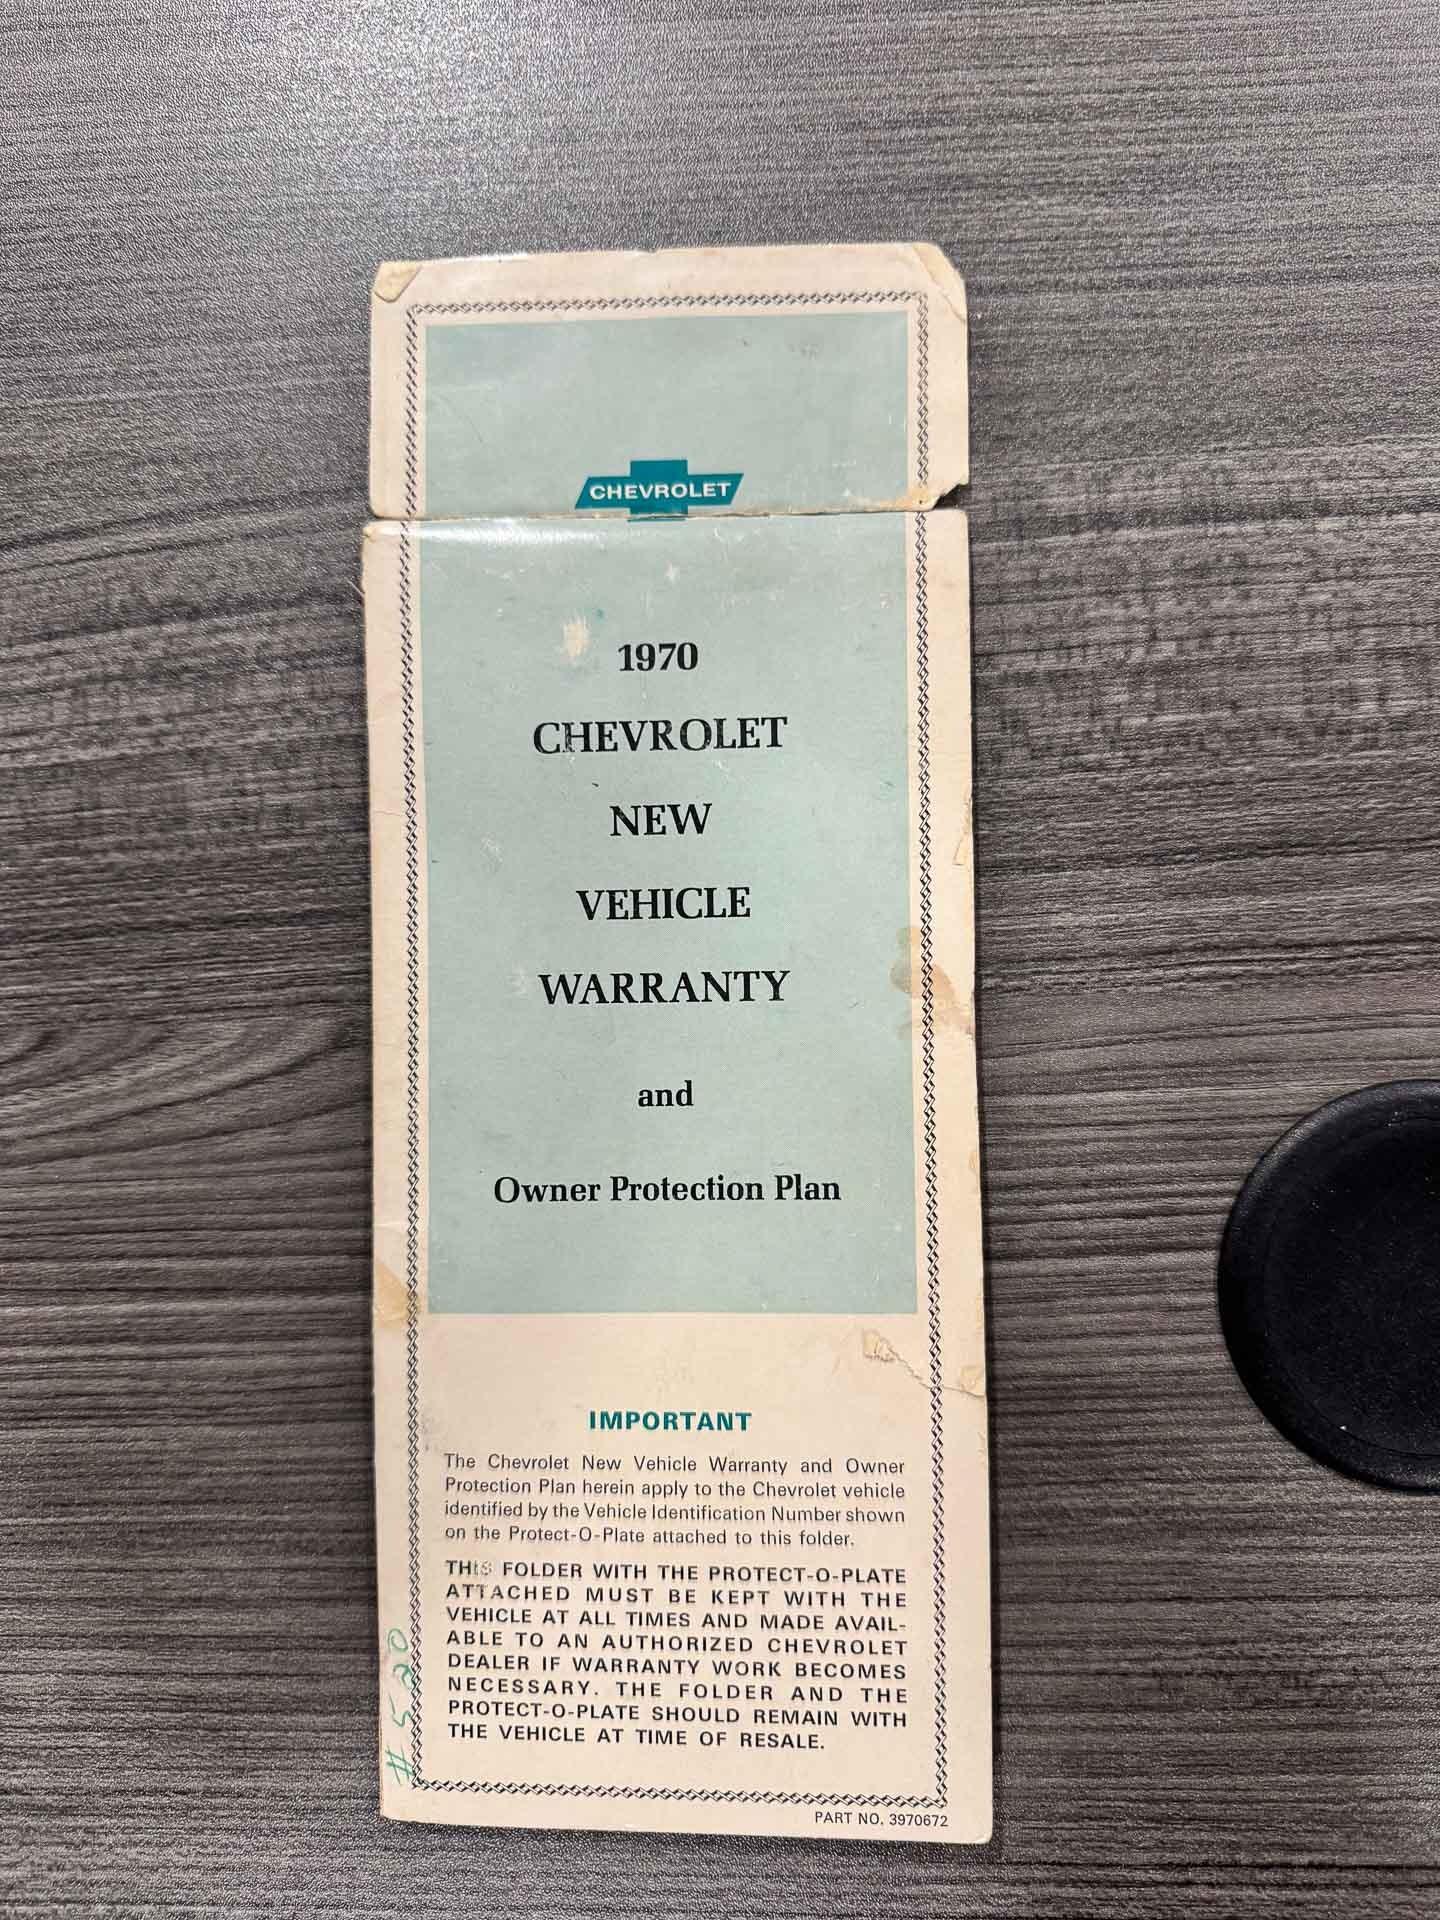 CHEVROLET
1970
CHEVROLET
NEW
VEHICLE
WARRANTY
and
Owner Protection Plan
IMPORTANT
The Chevrolet New Vehicle Warranty and Owner
Protection Plan herein apply to the Chevrolet vehicle
identified by the Vehicle Identification Number shown
on the Protect-O-Plate attached to this folder.
THIS FOLDER WITH THE PROTECT-O-PLATE
ATTACHED MUST BE KEPT WITH THE
VEHICLE AT ALL TIMES AND MADE AVAIL-
ABLE TO AN AUTHORIZED CHEVROLET
DEALER IF WARRANTY WORK BECOMES
NECESSARY. THE FOLDER AND THE
PROTECT-O-PLATE SHOULD REMAIN WITH
THE VEHICLE AT TIME OF RESALE.
# 520
PART NO. 3970672